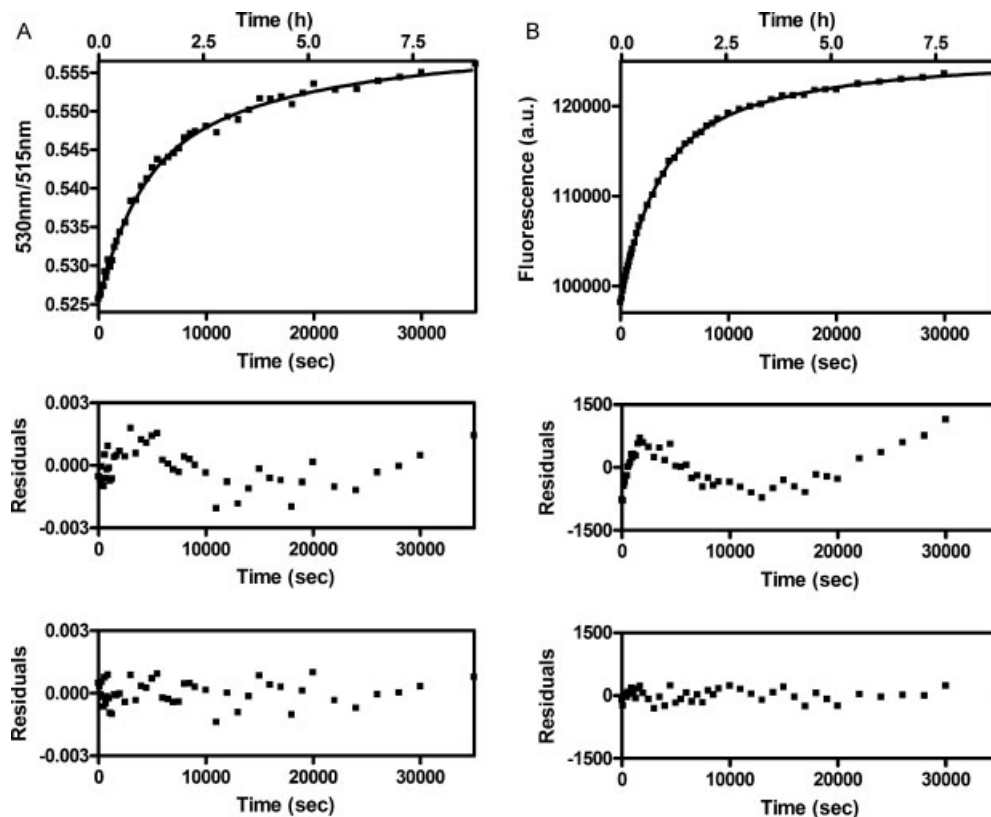 A
Time (h)
0.0 2.5 5.0 7.5
0.555
0.550
0.545
0.540
0.535
0.530
0.525
530nm/515nm
0 10000 20000 30000
Time (sec)
0.003
0.000
-0.003
Residuals
0 10000 20000 30000
Time (sec)
0.003
0.000
-0.003
Residuals
0 10000 20000 30000
Time (sec)
B
Time (h)
0.0 2.5 5.0 7.5
120000
110000
100000
Fluorescence (a.u.)
0 10000 20000 30000
Time (sec)
1500
0
-1500
Residuals
0 10000 20000 30000
Time (sec)
1500
0
-1500
Residuals
0 10000 20000 30000
Time (sec)